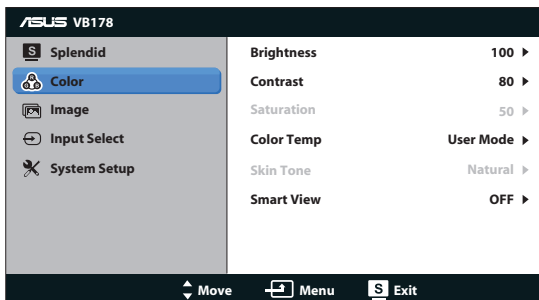 ASUS VB178
S Splendid
Color
Image
Input Select
System Setup
Brightness 100
Contrast 80
Saturation 50
Color Temp User Mode
Skin Tone Natural
Smart View OFF
Move Menu S Exit